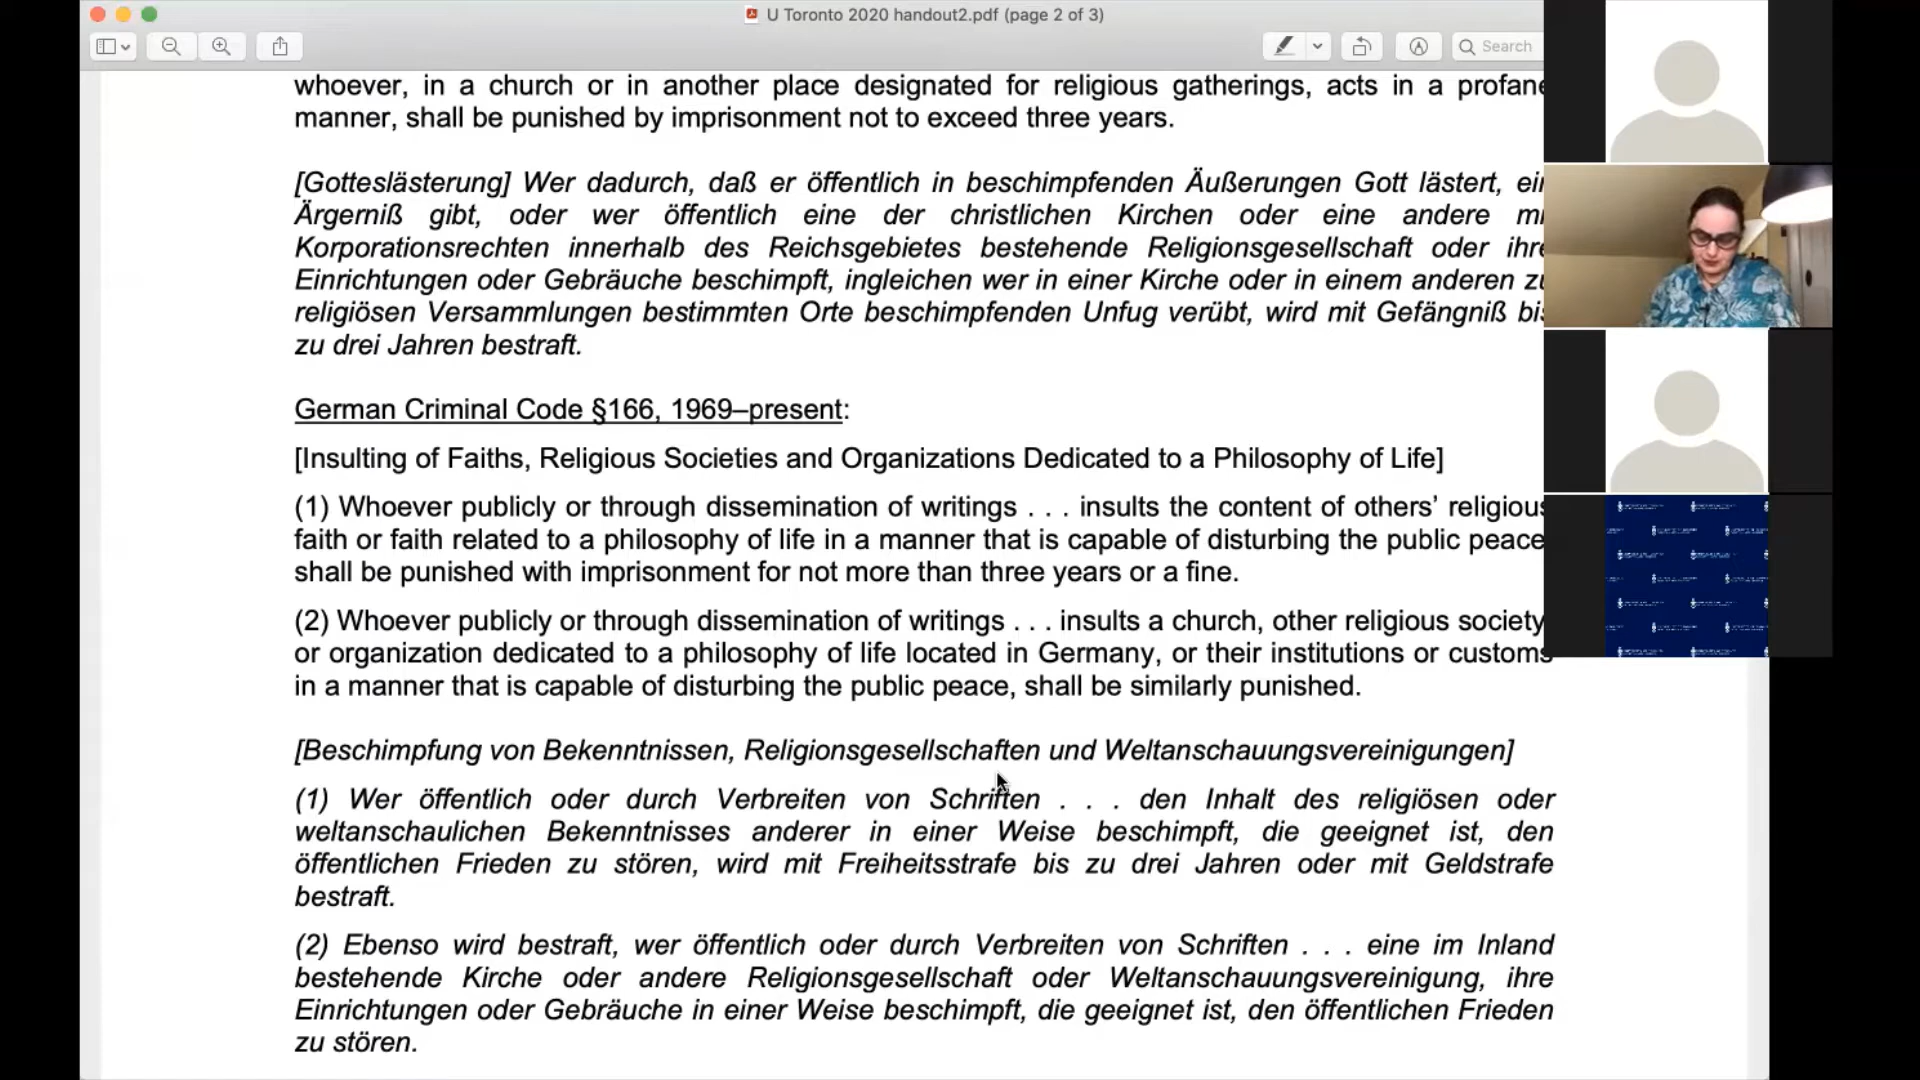 U Toronto 2020 handout2.pdf (page 2 of 3)
Search
whoever, in a church or in another place designated for religious gatherings, acts in a profane
manner, shall be punished by imprisonment not to exceed three years.
[Gotteslästerung] Wer dadurch, daß er öffentlich in beschimpfenden Äußerungen Gott lästert, ein
Ärgerniß gibt, oder wer öffentlich eine der christlichen Kirchen oder eine andere
Korporationsrechten innerhalb des Reichsgebietes bestehende Religionsgesellschaft oder ihre
Einrichtungen oder Gebräuche beschimpft, ingleichen wer in einer Kirche oder in einem anderen zu
religiösen Versammlungen bestimmten Orte beschimpfenden Unfug verübt, wird mit Gefängniß bis
zu drei Jahren bestraft.
German Criminal Code §166, 1969–present:
[Insulting of Faiths, Religious Societies and Organizations Dedicated to a Philosophy of Life]
(1) Whoever publicly or through dissemination of writings . . . insults the content of others’ religious
faith or faith related to a philosophy of life in a manner that is capable of disturbing the public peace
shall be punished with imprisonment for not more than three years or a fine.
(2) Whoever publicly or through dissemination of writings . . . insults a church, other religious society
or organization dedicated to a philosophy of life located in Germany, or their institutions or customs
in a manner that is capable of disturbing the public peace, shall be similarly punished.
[Beschimpfung von Bekenntnissen, Religionsgesellschaften und Weltanschauungsvereinigungen]
(1) Wer öffentlich oder durch Verbreiten von Schriften . . . den Inhalt des religiösen oder
weltanschaulichen Bekenntnisses anderer in einer Weise beschimpft, die geeignet ist, den
öffentlichen Frieden zu stören, wird mit Freiheitsstrafe bis zu drei Jahren oder mit Geldstrafe
bestraft.
(2) Ebenso wird bestraft, wer öffentlich oder durch Verbreiten von Schriften . . . eine im Inland
bestehende Kirche oder andere Religionsgesellschaft oder Weltanschauungsvereinigung, ihre
Einrichtungen oder Gebräuche in einer Weise beschimpft, die geeignet ist, den öffentlichen Frieden
zu stören.